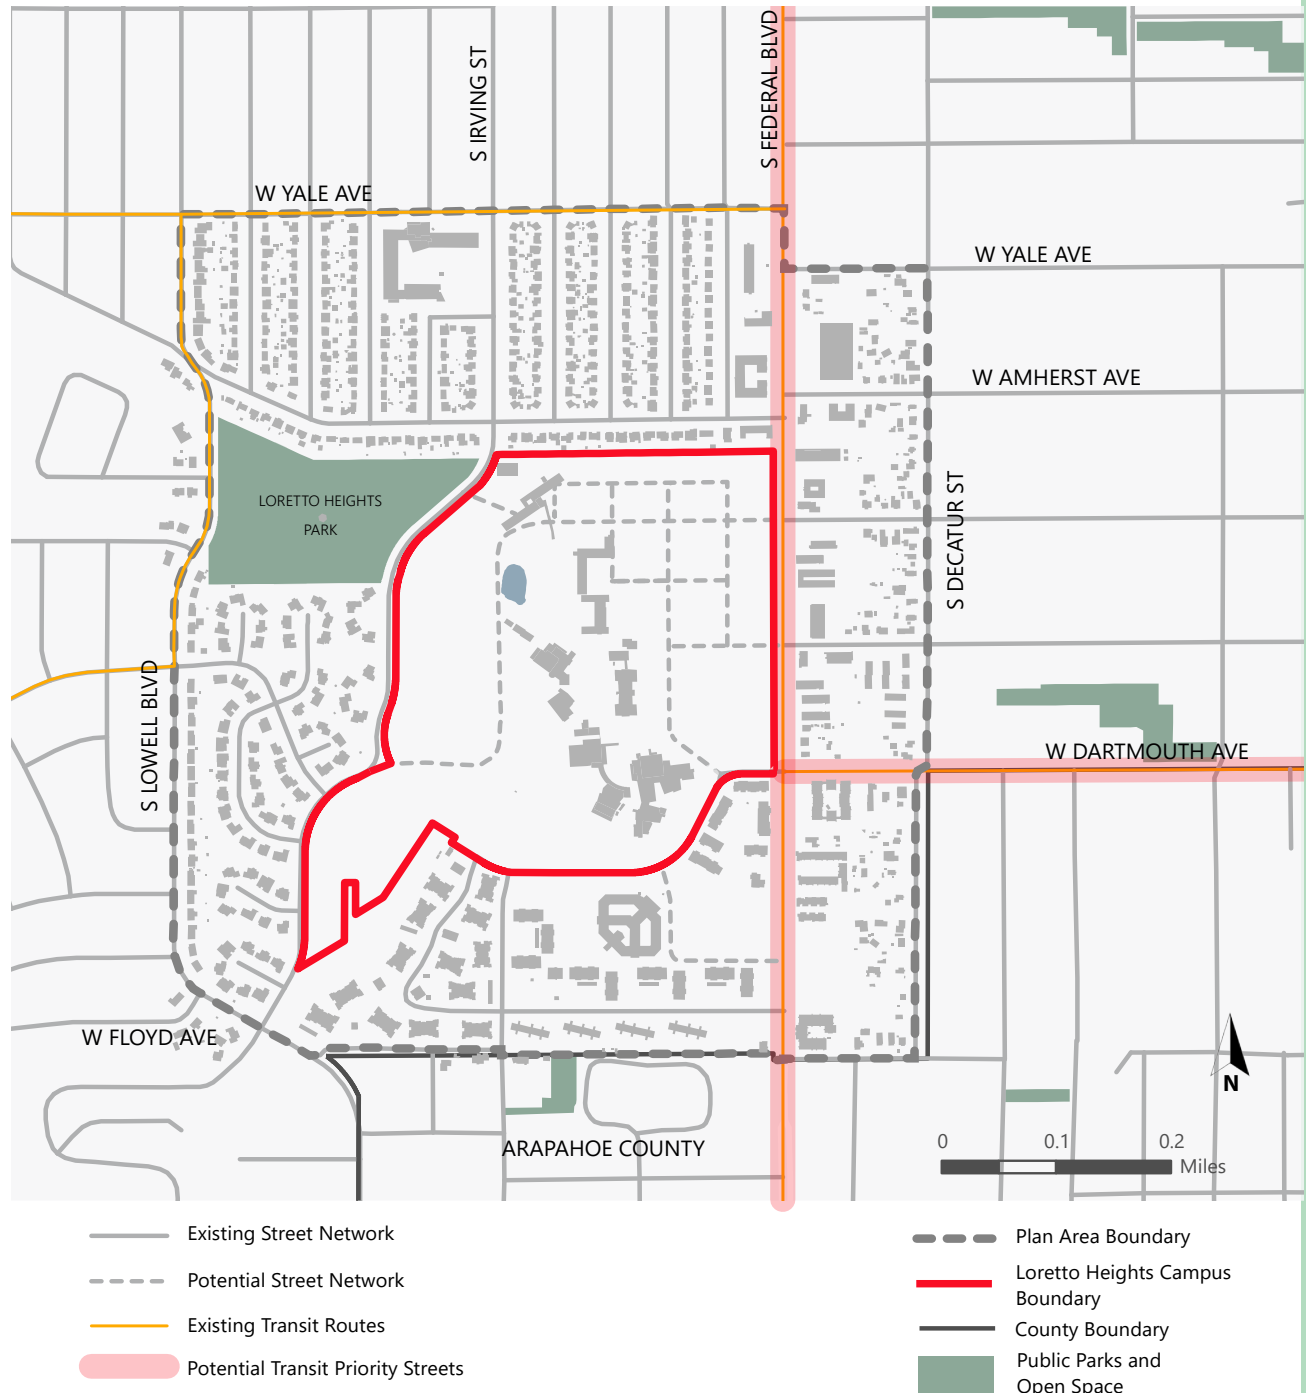 S IRVING ST
S FEDERAL BLVD
W YALE AVE
W YALE AVE
W AMHERST AVE
LORETTO HEIGHTS
PARK
S DECATUR ST
S LOWELL BLVD
W DARTMOUTH AVE
W FLOYD AVE
N
ARAPAHOE COUNTY
0 0.1 0.2
Miles
Existing Street Network
Potential Street Network
Existing Transit Routes
Potential Transit Priority Streets
Plan Area Boundary
Loretto Heights Campus
Boundary
County Boundary
Public Parks and
Open Space